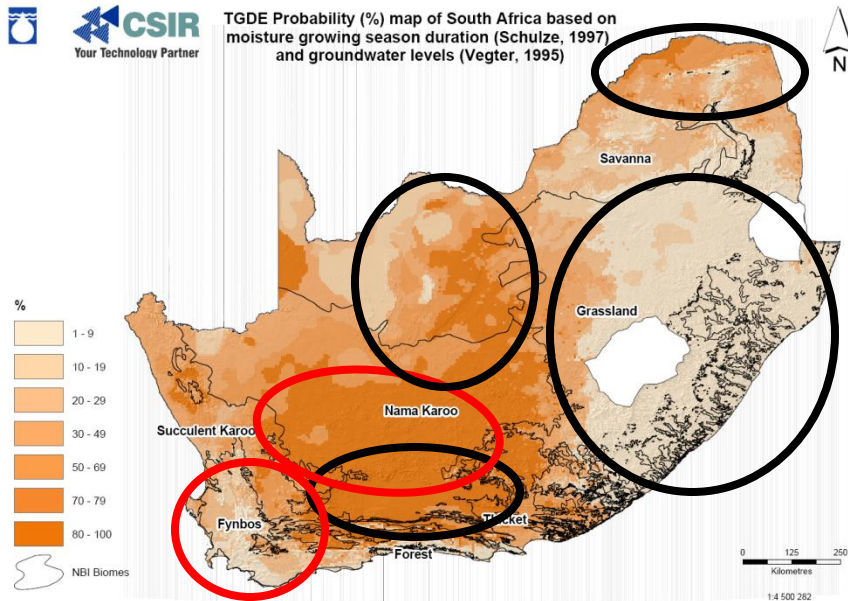 CSIR
Your Technology Partner
TGDE Probability (%) map of South Africa based on
moisture growing season duration (Schulze, 1997)
and groundwater levels (Vegter, 1995)
N
Savanna
Grassland
Nama Karoo
Succulent Karoo
Fynbos
Thicket
Forest
%
1 - 9
10 - 19
20 - 29
30 - 49
50 - 69
70 - 79
80 - 100
NBI Biomes
0 125 250
Kilometres
1:4 500 262